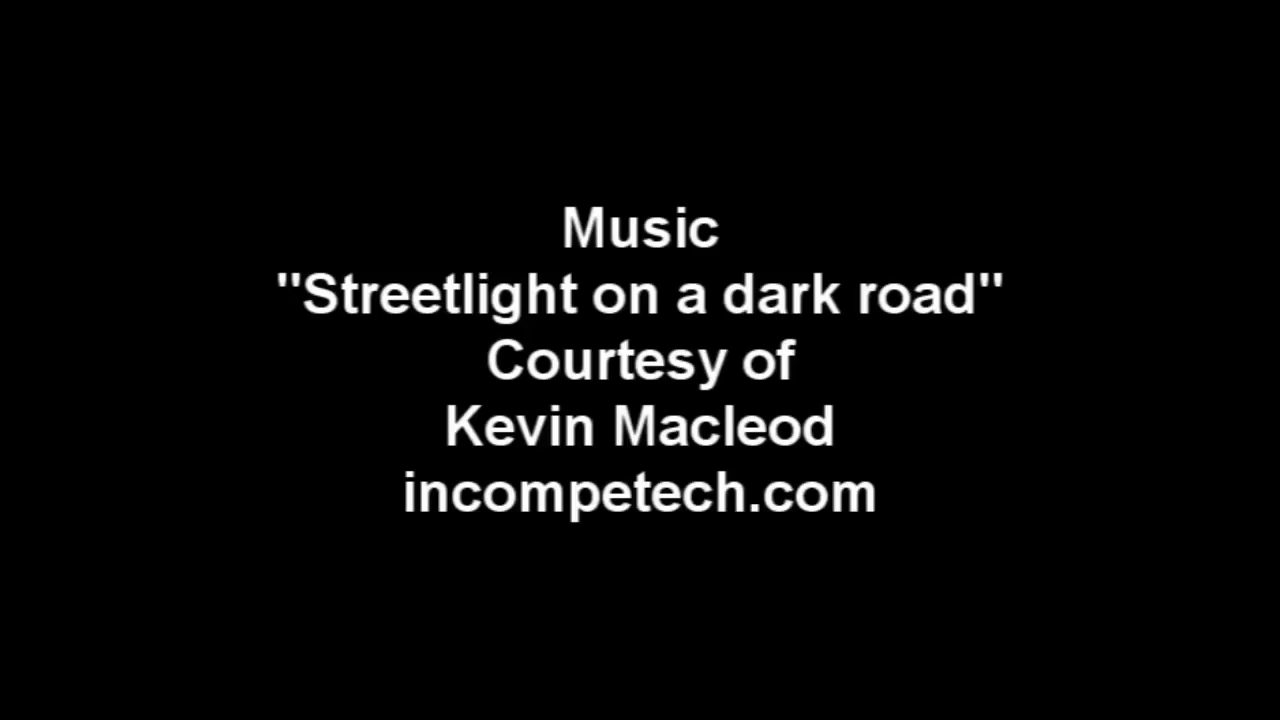 Music
"Streetlight on a dark road"
Courtesy of
Kevin Macleod
incompetech.com